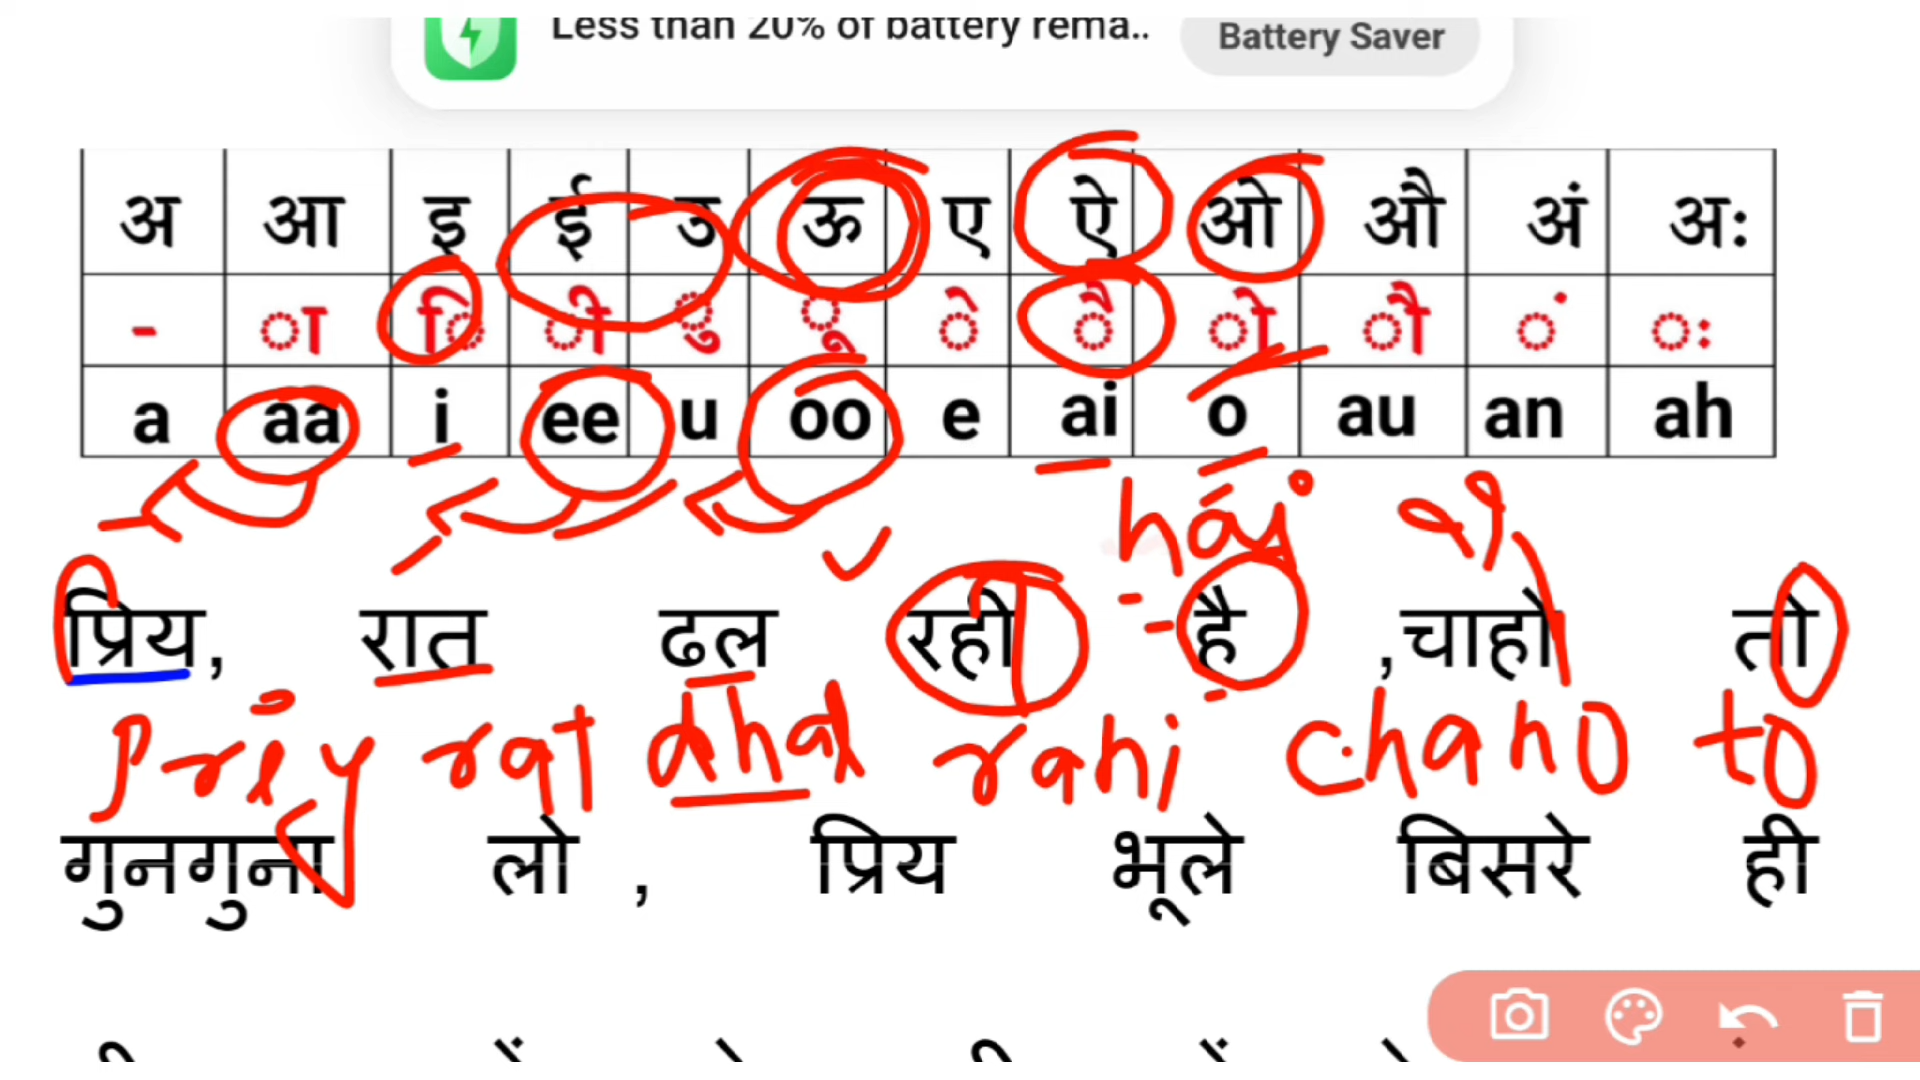 Less than 20% of battery rema.. Battery Saver
अ आ इ ई उ ऊ ए ऐ ओ औ अं अः
- ा ि ी ु ू े ै ो ौ ं ः
a aa i ee u oo e ai o au an ah
hai
प्रिय, रात ढल रही है ,चाहो तो
Priy rat dhal rahi chaho to
गुनगुना लो , प्रिय भूले बिसरे ही